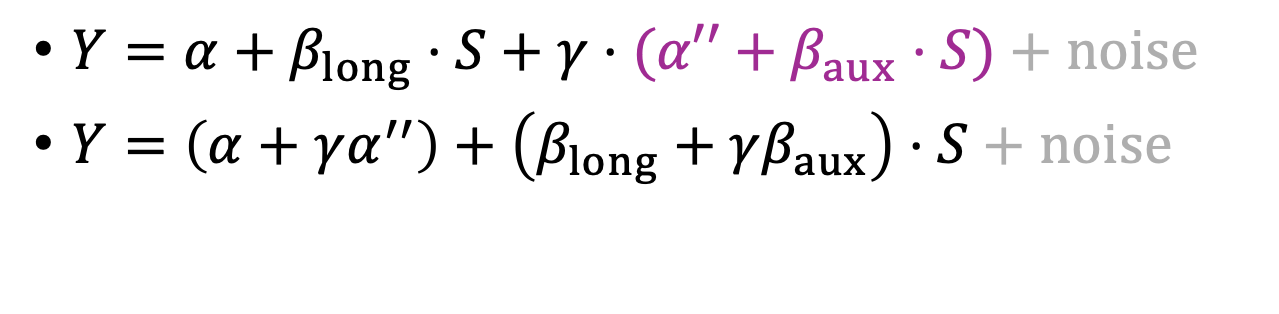 • Y = α + β_long · S + γ · (α′′ + β_aux · S) + noise
• Y = (α + γα′′) + (β_long + γβ_aux) · S + noise